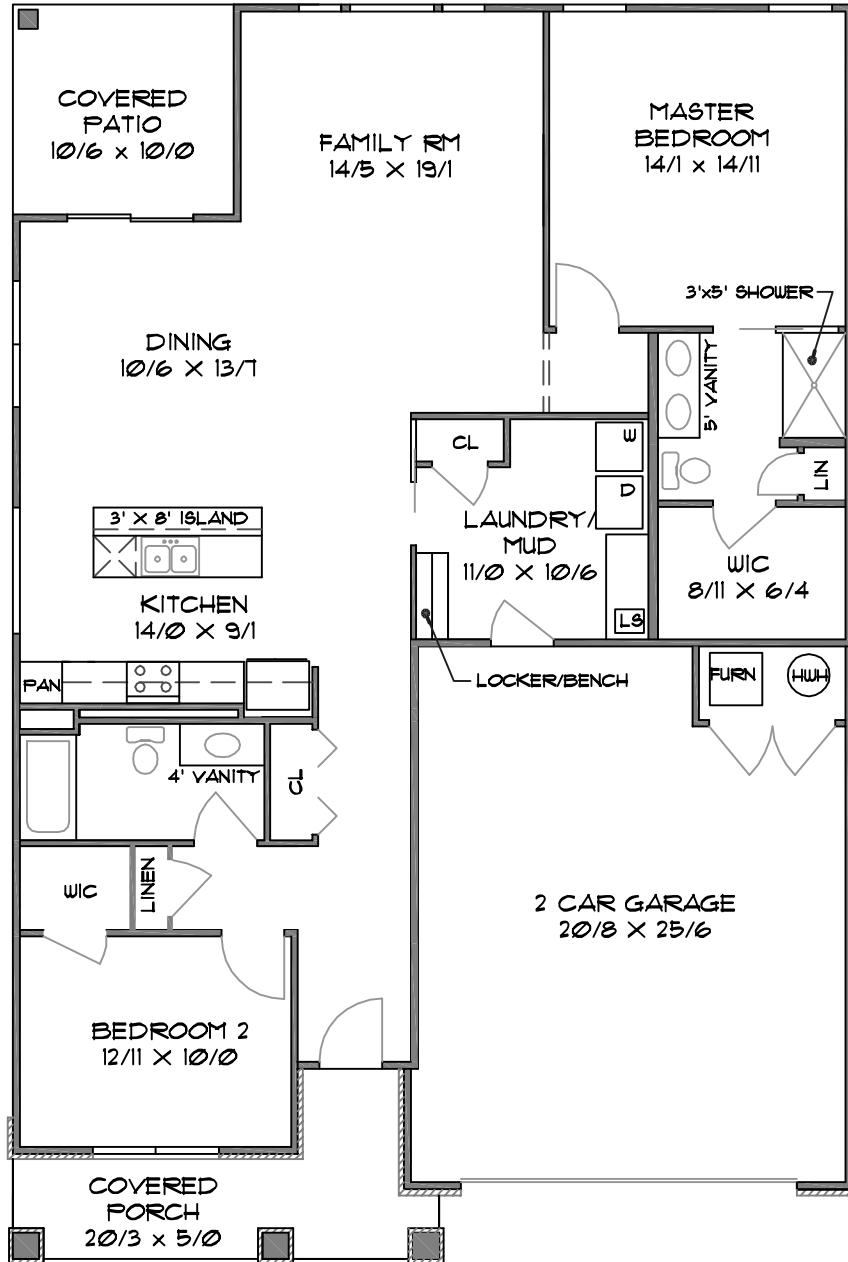 COVERED
PATIO
10/6 x 10/0
FAMILY RM
14/5 X 19/1
MASTER
BEDROOM
14/1 x 14/11
3'x5' SHOWER
DINING
10/6 X 13/7
5' VANITY
CL
W
D
LIN
3' X 8' ISLAND
LAUNDRY/
MUD
11/0 X 10/6
WIC
8/11 X 6/4
KITCHEN
14/0 X 9/1
LS
PAN
LOCKER/BENCH
FURN
HWH
4' VANITY
CL
WIC
LINEN
2 CAR GARAGE
20/8 X 25/6
BEDROOM 2
12/11 X 10/0
COVERED
PORCH
20/3 x 5/0